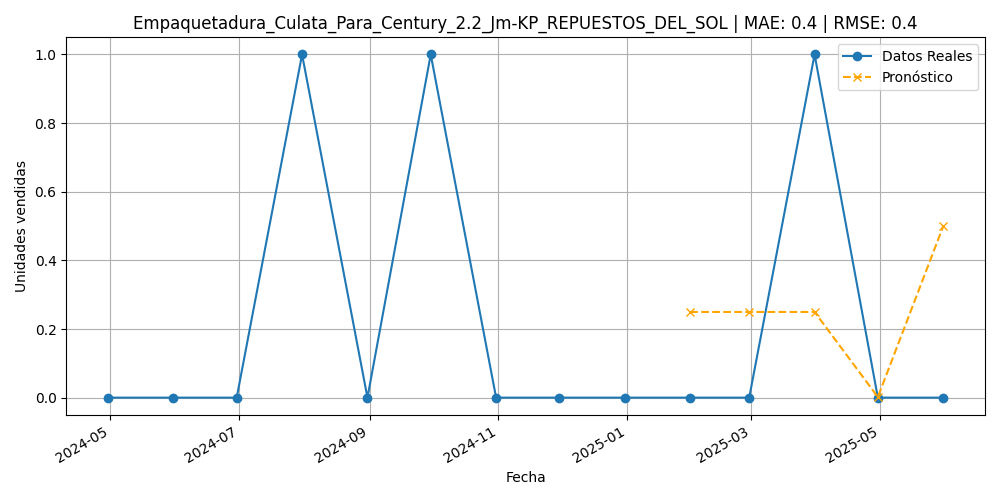 Empaquetadura_Culata_Para_Century_2.2_Jm-KP_REPUESTOS_DEL_SOL | MAE: 0.4 | RMSE: 0.4
Datos Reales
Pronóstico
Unidades vendidas
1.0
0.8
0.6
0.4
0.2
0.0
2024-05
2024-07
2024-09
2024-11
2025-01
2025-03
2025-05
Fecha